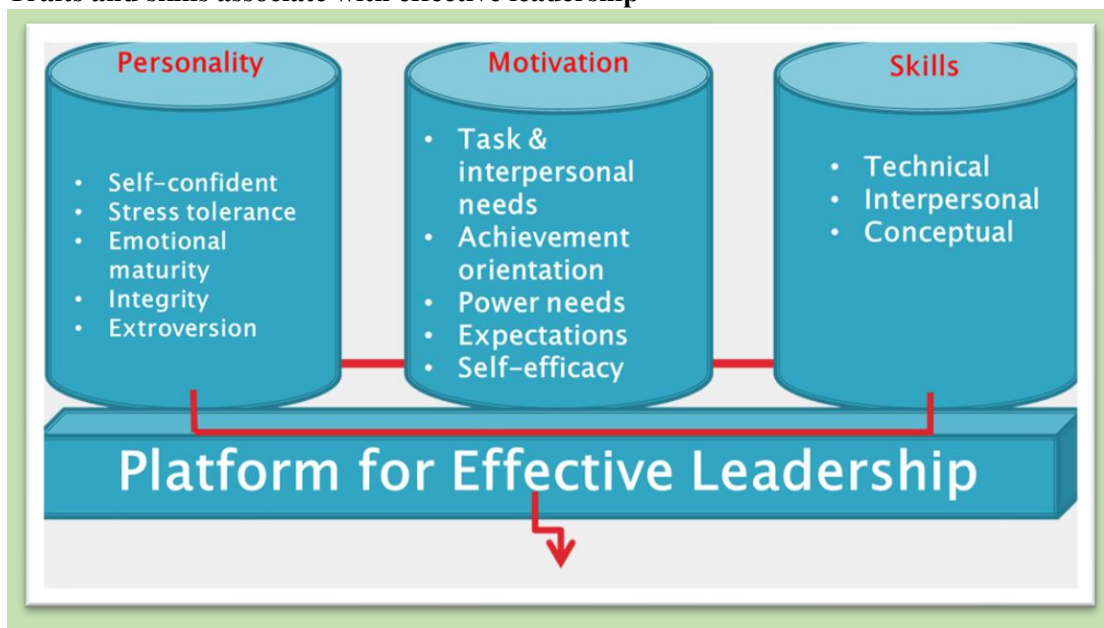 Traits and skills associate with effective leadership
Personality
• Self-confident
• Stress tolerance
• Emotional
maturity
• Integrity
• Extroversion
Motivation
• Task &
interpersonal
needs
• Achievement
orientation
• Power needs
• Expectations
• Self-efficacy
Skills
• Technical
• Interpersonal
• Conceptual
Platform for Effective Leadership